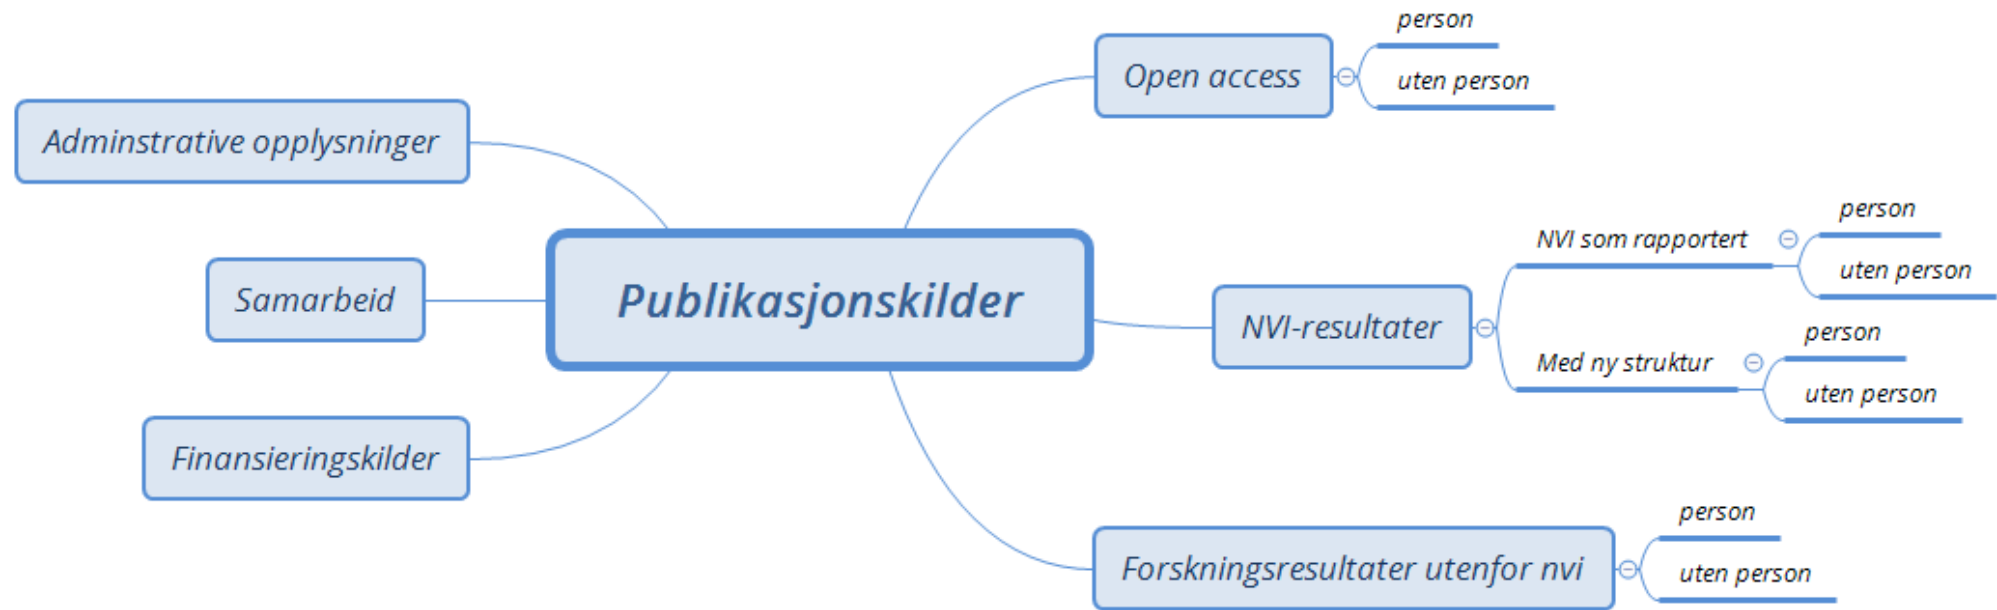 Publikasjonskilder
Open access
person
uten person
NVI-resultater
NVI som rapportert
person
uten person
Med ny struktur
person
uten person
Forskningsresultater utenfor nvi
person
uten person
Adminstrative opplysninger
Samarbeid
Finansieringskilder